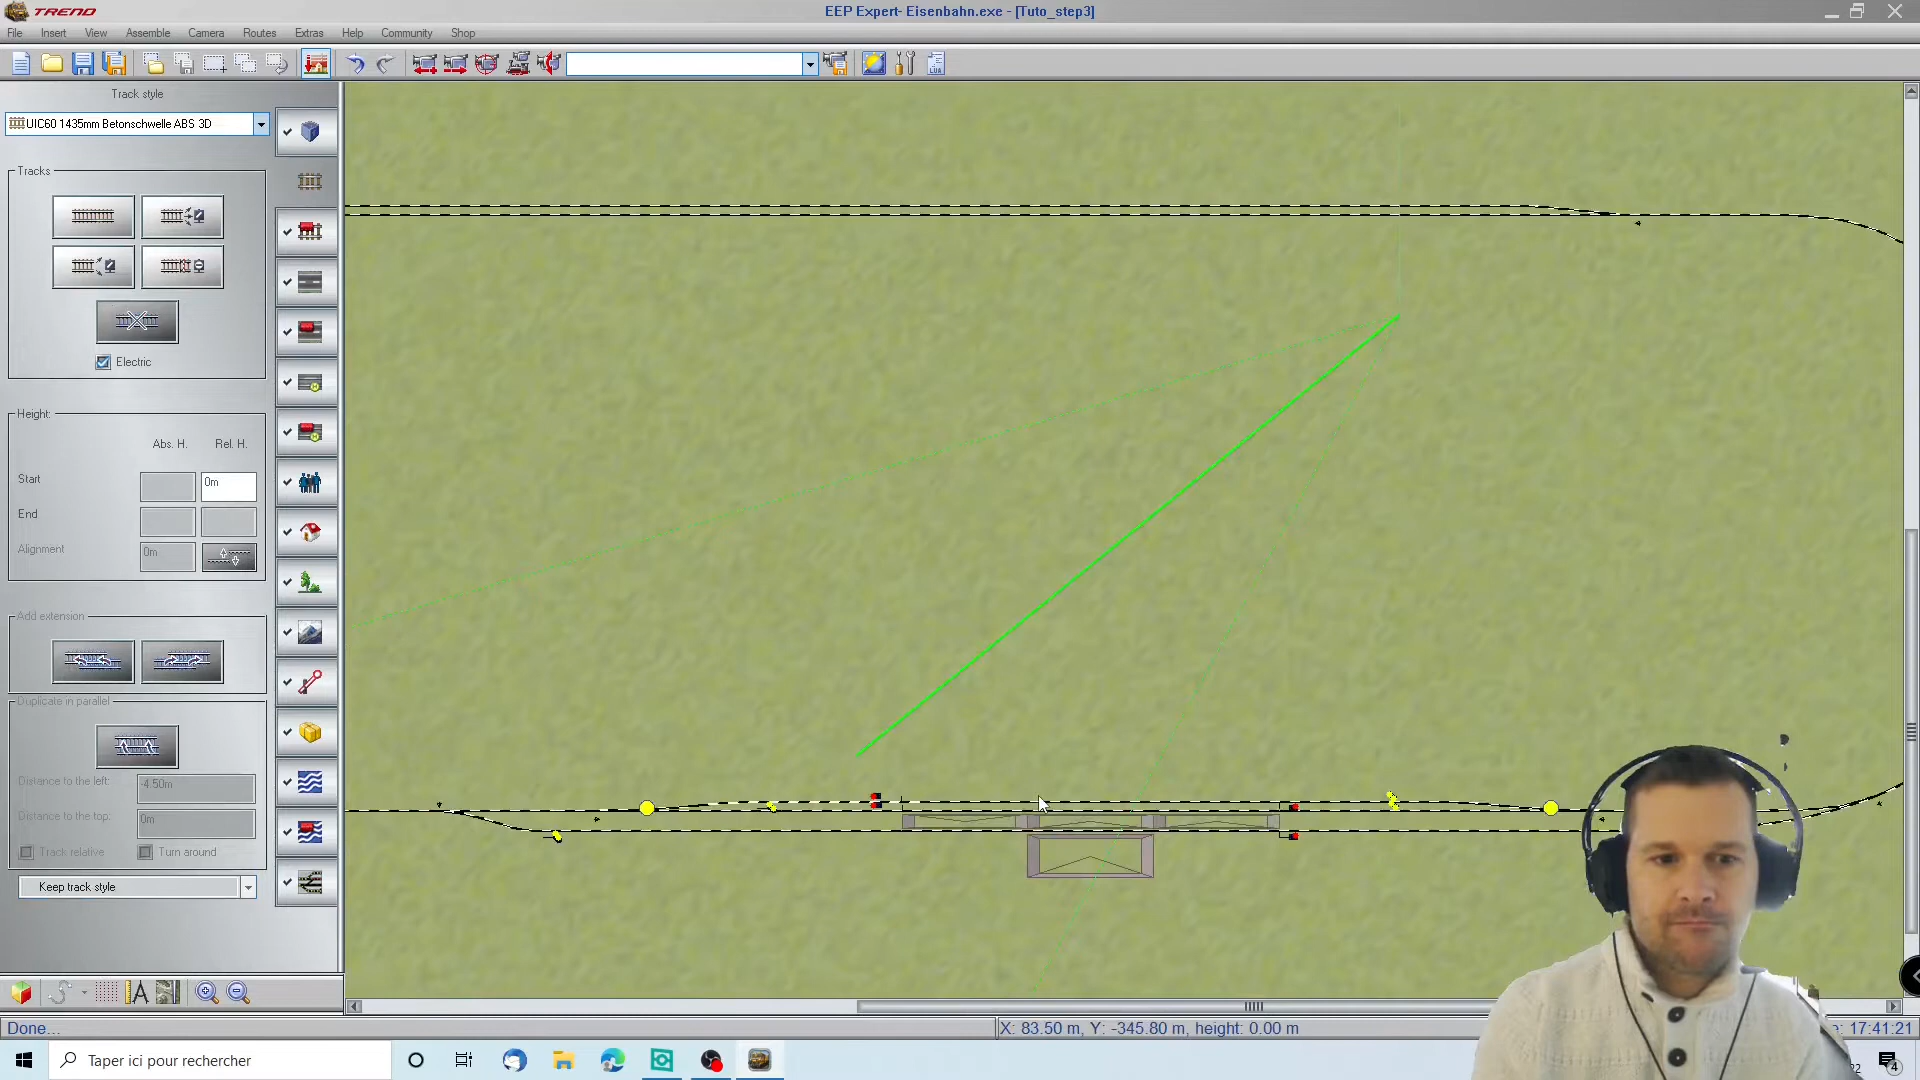 TREND
EEP Expert- Eisenbahn.exe - [Tuto_step3]
File Insert View Assemble Camera Routes Extras Help Community Shop
LUA
Track style
UIC60 1435mm Betonschwelle ABS 3D
Tracks
Electric
Height:
Abs. H. Rel. H.
Start 0m
End
Alignment 0m
Add extension
Duplicate in parallel
Distance to the left: -4.50m
Distance to the top: 0m
Track relative Turn around
Keep track style
Done...
X: 83.50 m, Y: -345.80 m, height: 0.00 m
e: 17:41:21
Taper ici pour rechercher
22
4